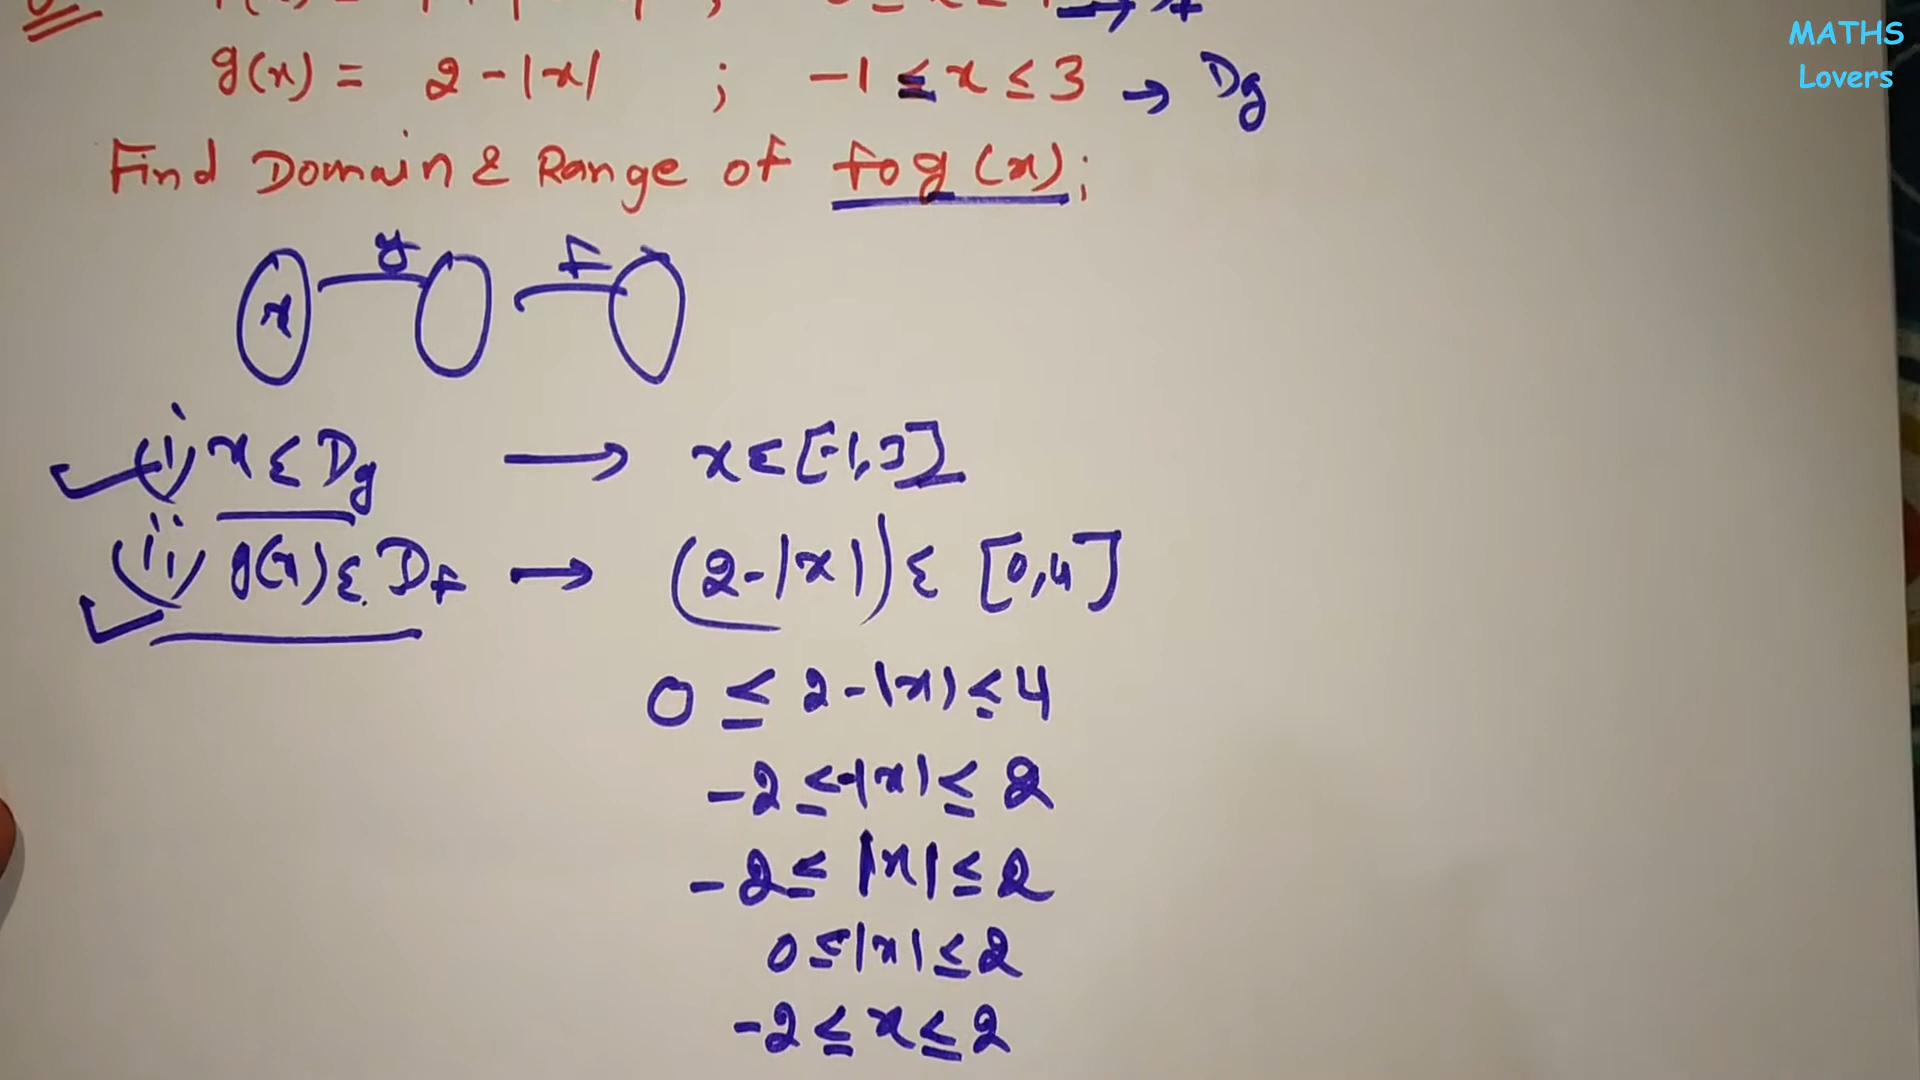 MATHS
Lovers
g(x) = 2 - |x| ; -1 ≤ x ≤ 3 → Dg
Find Domain & Range of fog (x);
x g f
(i) x ∈ Dg → x ∈ [-1, 3]
(ii) g(x) ∈ Df → (2 - |x|) ∈ [0, 4]
0 ≤ 2 - |x| ≤ 4
-2 ≤ -|x| ≤ 2
-2 ≤ |x| ≤ 2
0 ≤ |x| ≤ 2
-2 ≤ x ≤ 2